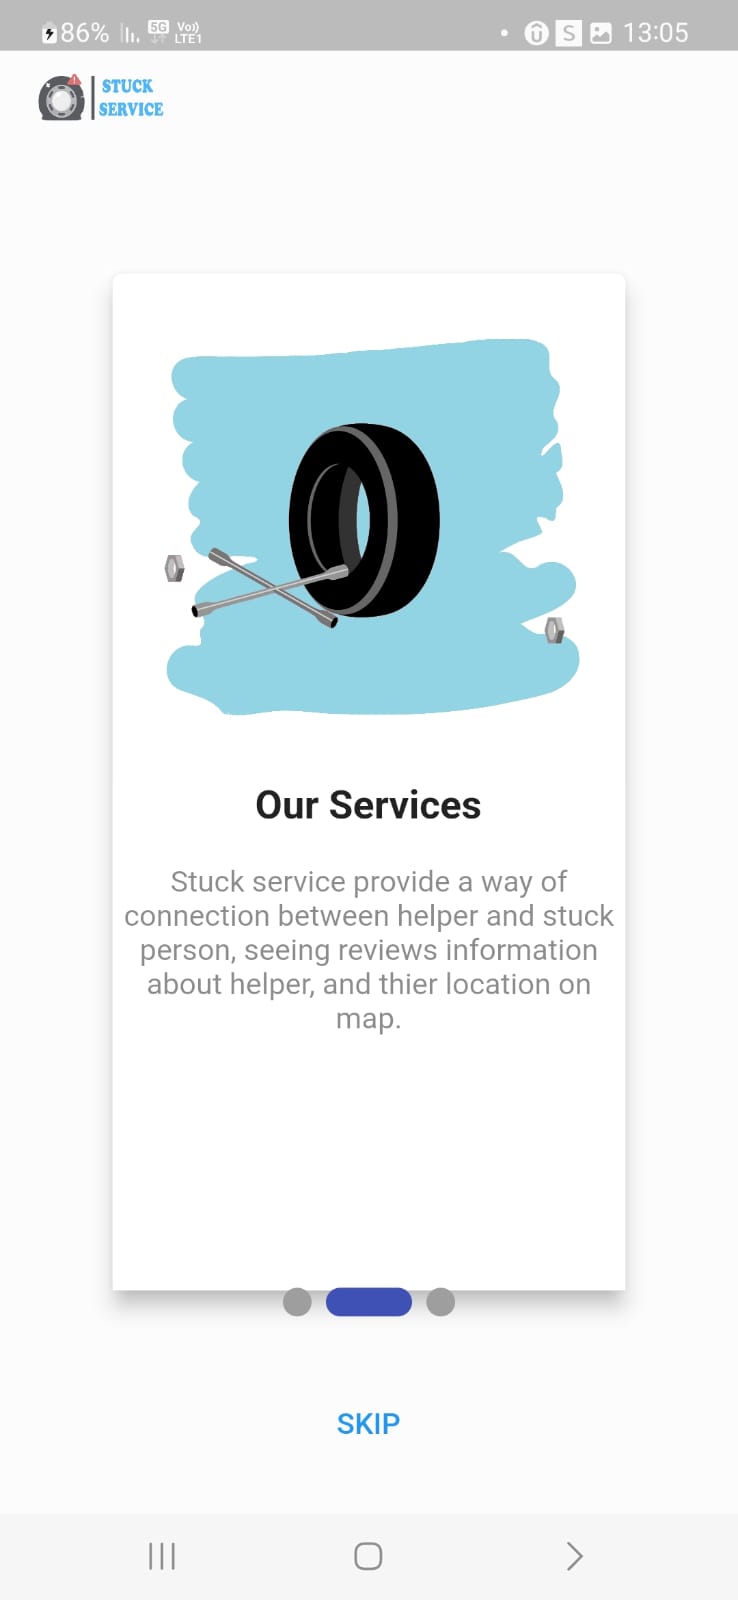 86% 5G Vo)) LTE1 S 13:05
STUCK
SERVICE
Our Services
Stuck service provide a way of
connection between helper and stuck
person, seeing reviews information
about helper, and thier location on
map.
SKIP